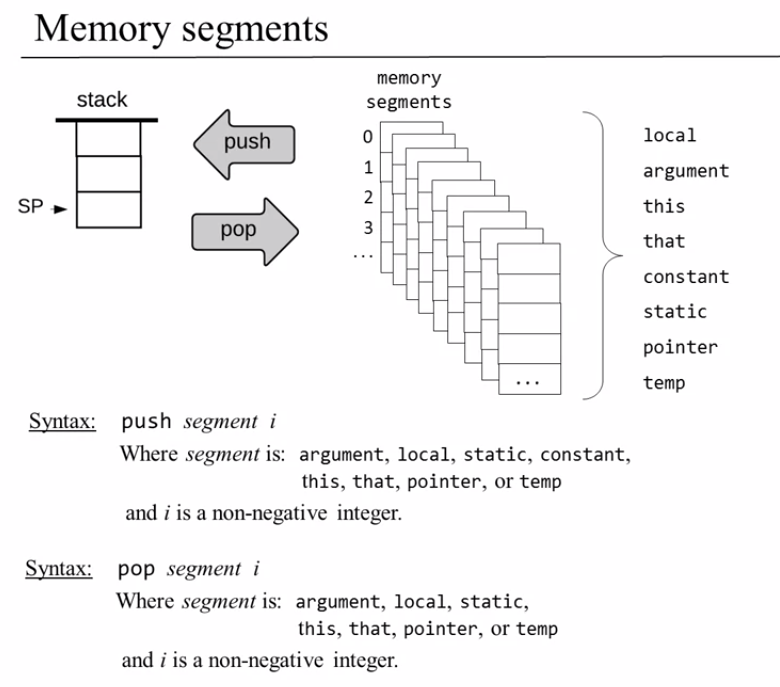 Memory segments
stack
SP
push
pop
memory
segments
0
1
2
3
...
...
local
argument
this
that
constant
static
pointer
temp
Syntax: push segment i
Where segment is: argument, local, static, constant,
this, that, pointer, or temp
and i is a non-negative integer.
Syntax: pop segment i
Where segment is: argument, local, static,
this, that, pointer, or temp
and i is a non-negative integer.